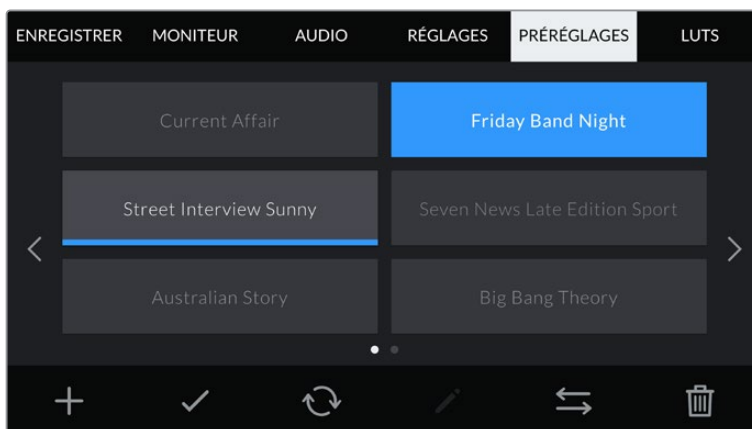 ENREGISTRER MONITEUR AUDIO RÉGLAGES PRÉRÉGLAGES LUTS
Current Affair Friday Band Night
Street Interview Sunny Seven News Late Edition Sport
Australian Story Big Bang Theory